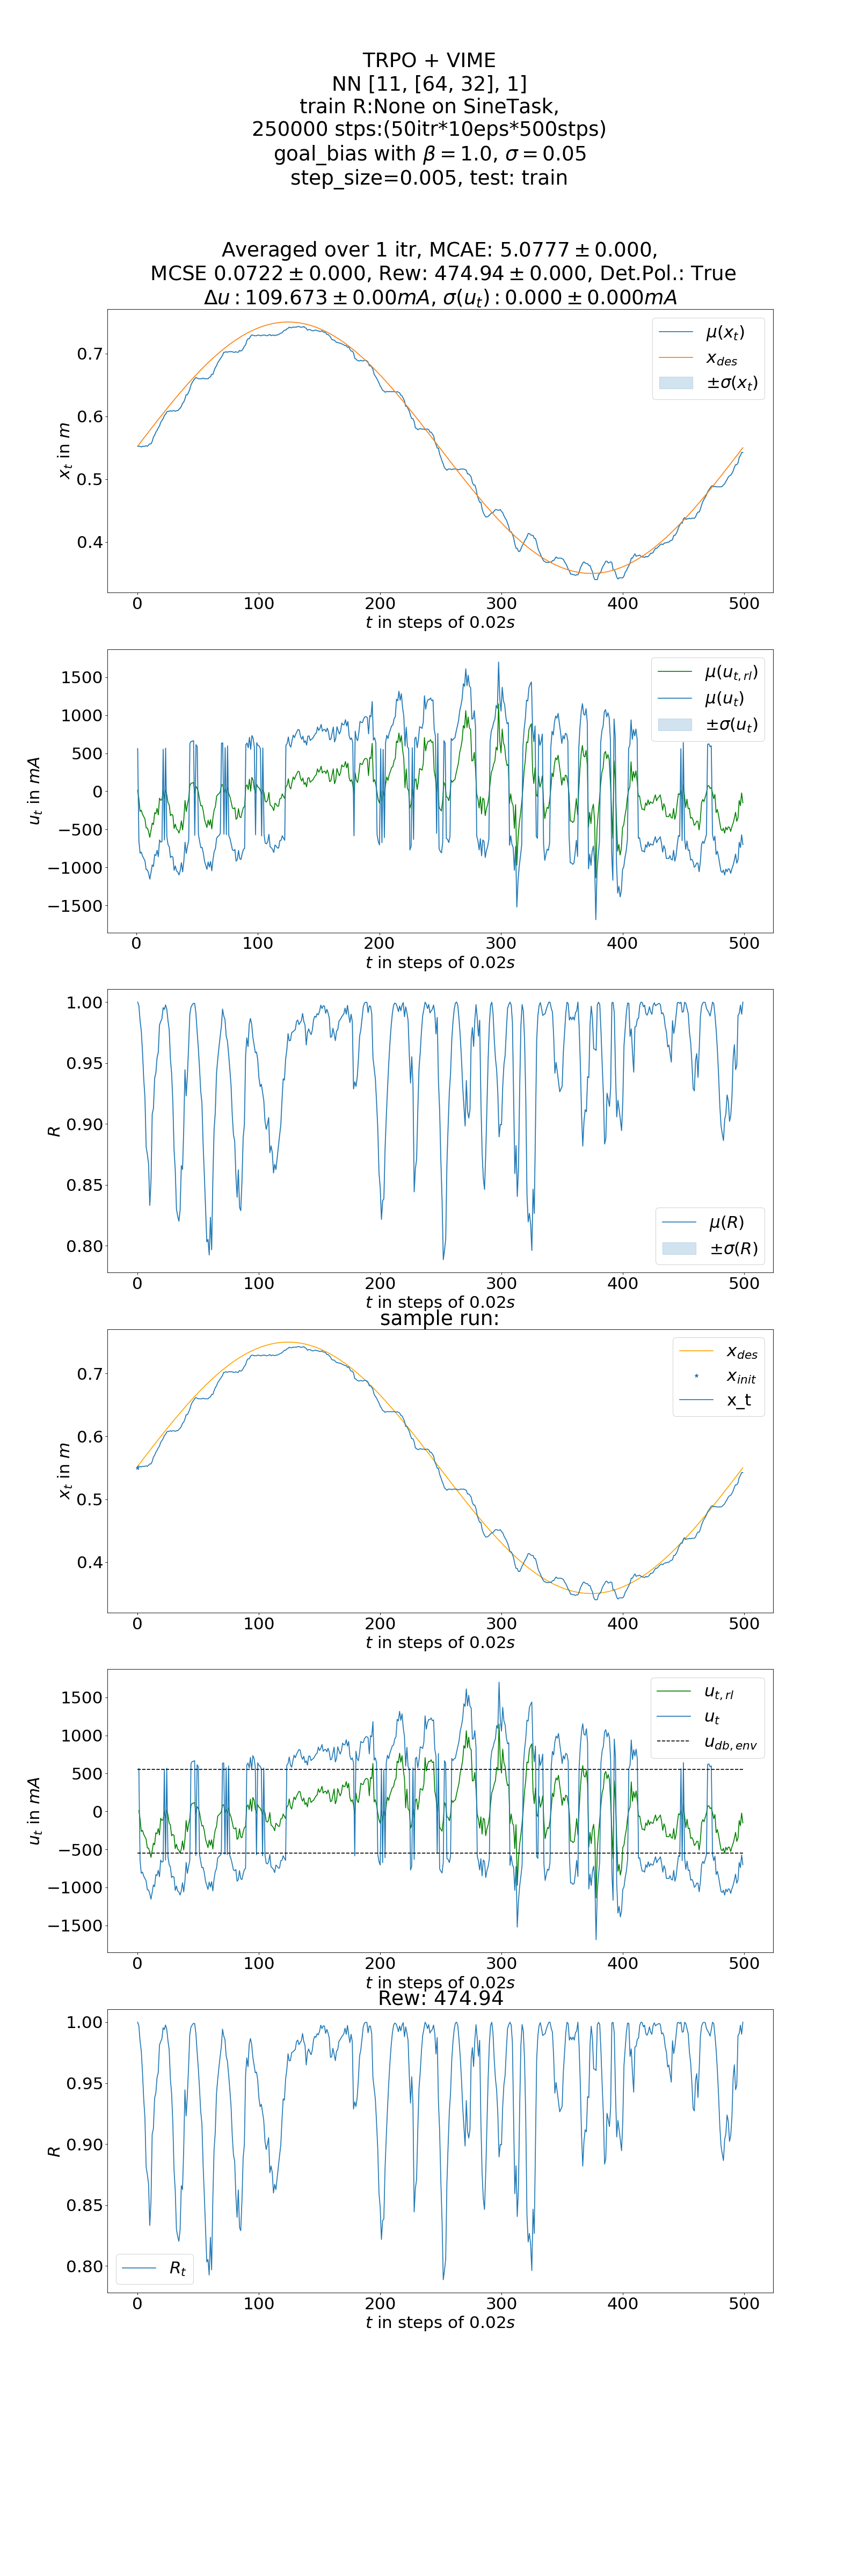 TRPO + VIME
NN [11, [64, 32], 1]
train R:None on SineTask,
250000 stps:(50itr*10eps*500stps)
goal_bias with β = 1.0, σ = 0.05
step_size=0.005, test: train
Averaged over 1 itr, MCAE: 5.0777 ± 0.000,
MCSE 0.0722 ± 0.000, Rew: 474.94 ± 0.000, Det.Pol.: True
Δu : 109.673 ± 0.00mA, σ(u_t) : 0.000 ± 0.000mA
μ(x_t)
x_des
±σ(x_t)
0.7
0.6
0.5
0.4
x_t in m
0 100 200 300 400 500
t in steps of 0.02s
μ(u_{t,rl})
μ(u_t)
±σ(u_t)
1500
1000
500
0
−500
−1000
−1500
u_t in mA
0 100 200 300 400 500
t in steps of 0.02s
1.00
0.95
0.90
0.85
0.80
R
μ(R)
±σ(R)
0 100 200 300 400 500
t in steps of 0.02s
sample run:
x_des
x_init
x_t
0.7
0.6
0.5
0.4
x_t in m
0 100 200 300 400 500
t in steps of 0.02s
u_{t,rl}
u_t
u_{db,env}
1500
1000
500
0
−500
−1000
−1500
u_t in mA
0 100 200 300 400 500
t in steps of 0.02s
Rew: 474.94
1.00
0.95
0.90
0.85
0.80
R
R_t
0 100 200 300 400 500
t in steps of 0.02s